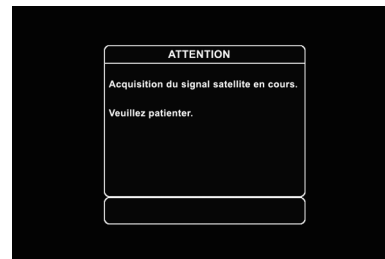 ATTENTION
Acquisition du signal satellite en cours.
Veuillez patienter.